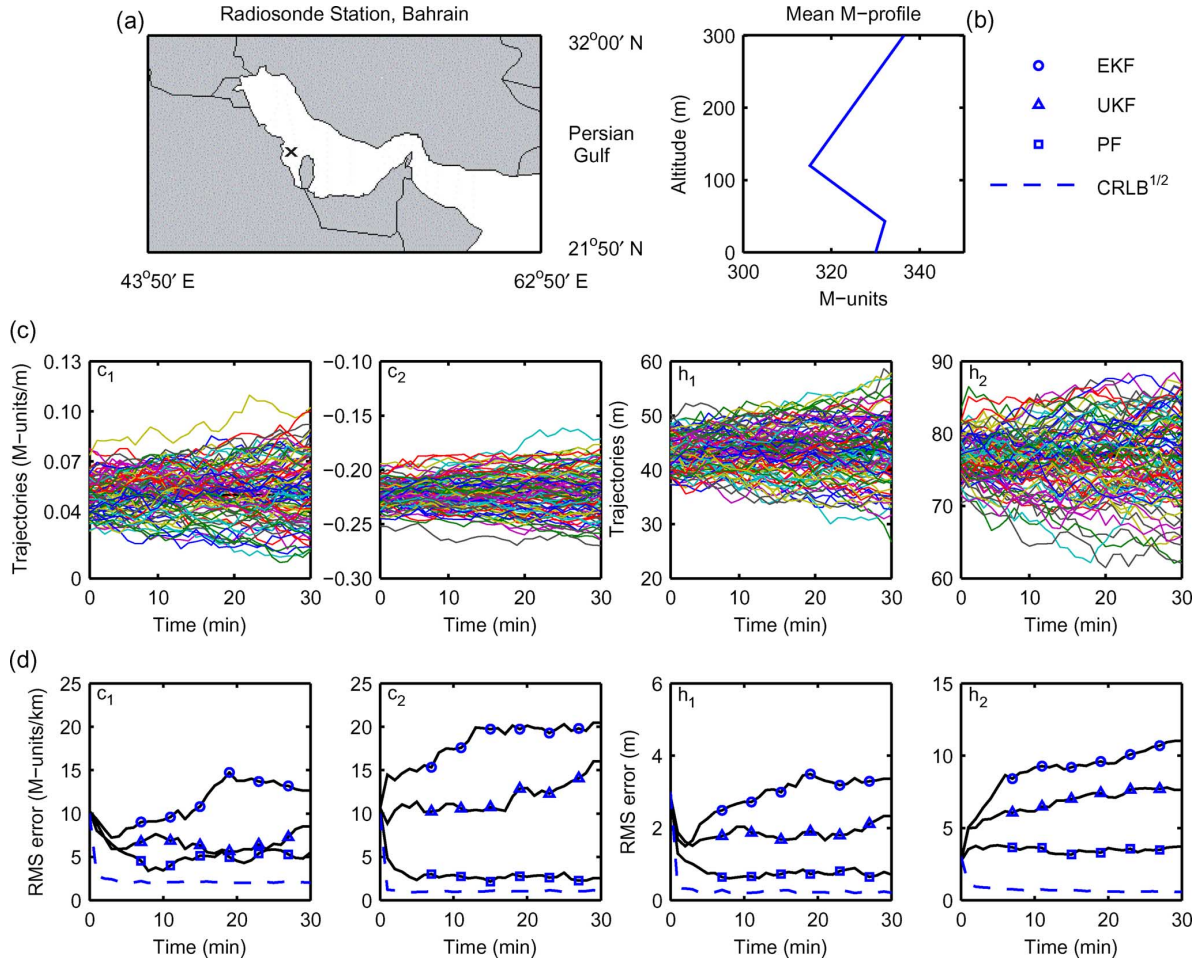 (a)
Radiosonde Station, Bahrain
32°00′ N
Persian
Gulf
21°50′ N
43°50′ E
62°50′ E
Mean M−profile
(b)
Altitude (m)
300
200
100
0
300
320
340
M−units
EKF
UKF
PF
CRLB^1/2
(c)
Trajectories (M−units/m)
c1
0.13
0.10
0.07
0.04
0
0
10
20
30
Time (min)
c2
−0.10
−0.15
−0.20
−0.25
−0.30
0
10
20
30
Time (min)
Trajectories (m)
h1
60
50
40
30
20
0
10
20
30
Time (min)
h2
90
80
70
60
0
10
20
30
Time (min)
(d)
RMS error (M−units/km)
c1
25
20
15
10
5
0
0
10
20
30
Time (min)
c2
25
20
15
10
5
0
0
10
20
30
Time (min)
RMS error (m)
h1
6
4
2
0
0
10
20
30
Time (min)
h2
15
10
5
0
0
10
20
30
Time (min)